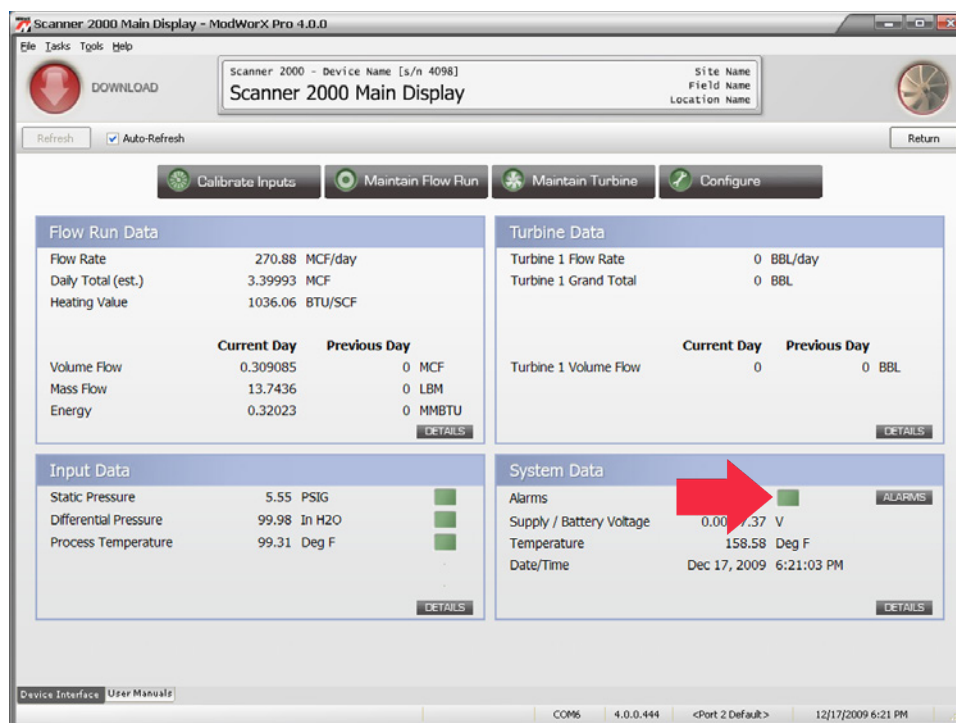 Scanner 2000 Main Display - ModWorX Pro 4.0.0
File Tasks Tools Help
DOWNLOAD
Scanner 2000 - Device Name [s/n 4098] Site Name
Scanner 2000 Main Display Field Name
Location Name
Refresh Auto-Refresh Return
Calibrate Inputs Maintain Flow Run Maintain Turbine Configure
Flow Run Data
Flow Rate 270.88 MCF/day
Daily Total (est.) 3.39993 MCF
Heating Value 1036.06 BTU/SCF
Current Day Previous Day
Volume Flow 0.309085 0 MCF
Mass Flow 13.7436 0 LBM
Energy 0.32023 0 MMBTU
DETAILS
Turbine Data
Turbine 1 Flow Rate 0 BBL/day
Turbine 1 Grand Total 0 BBL
Current Day Previous Day
Turbine 1 Volume Flow 0 0 BBL
DETAILS
Input Data
Static Pressure 5.55 PSIG
Differential Pressure 99.98 In H2O
Process Temperature 99.31 Deg F
DETAILS
System Data
Alarms ALARMS
Supply / Battery Voltage V
Temperature 158.58 Deg F
Date/Time Dec 17, 2009 6:21:03 PM
DETAILS
Device Interface User Manuals
COM6 4.0.0.444 <Port 2 Default> 12/17/2009 6:21 PM